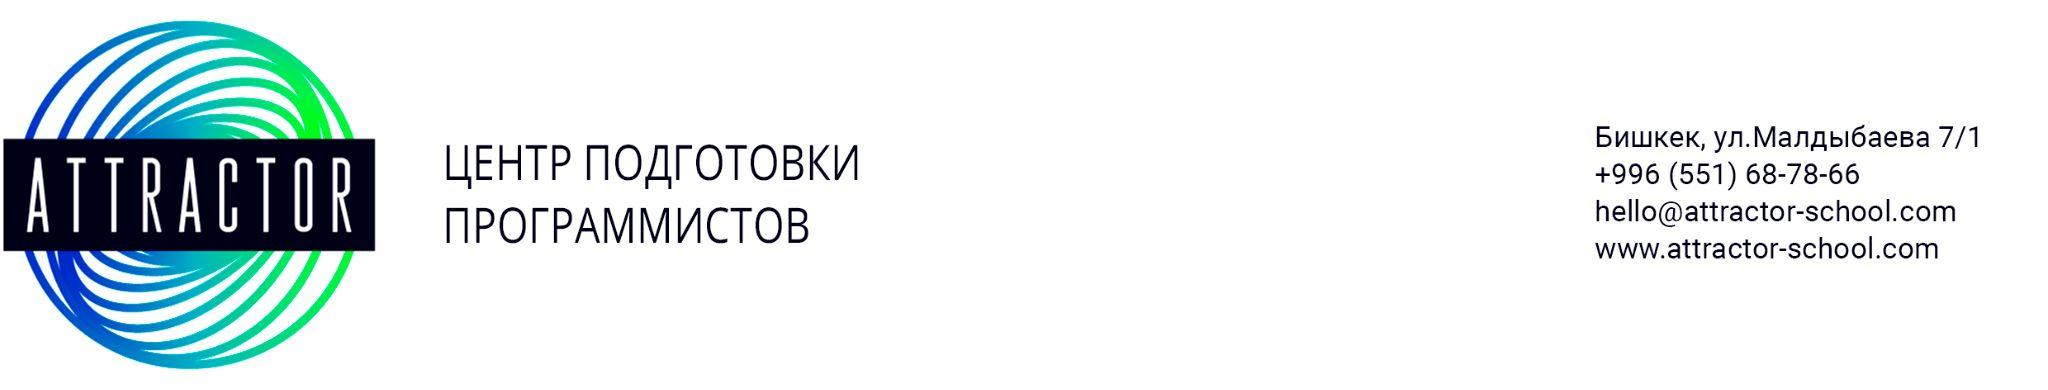 ATTRACTOR
ЦЕНТР ПОДГОТОВКИ
ПРОГРАММИСТОВ
Бишкек, ул.Малдыбаева 7/1
+996 (551) 68-78-66
hello@attractor-school.com
www.attractor-school.com